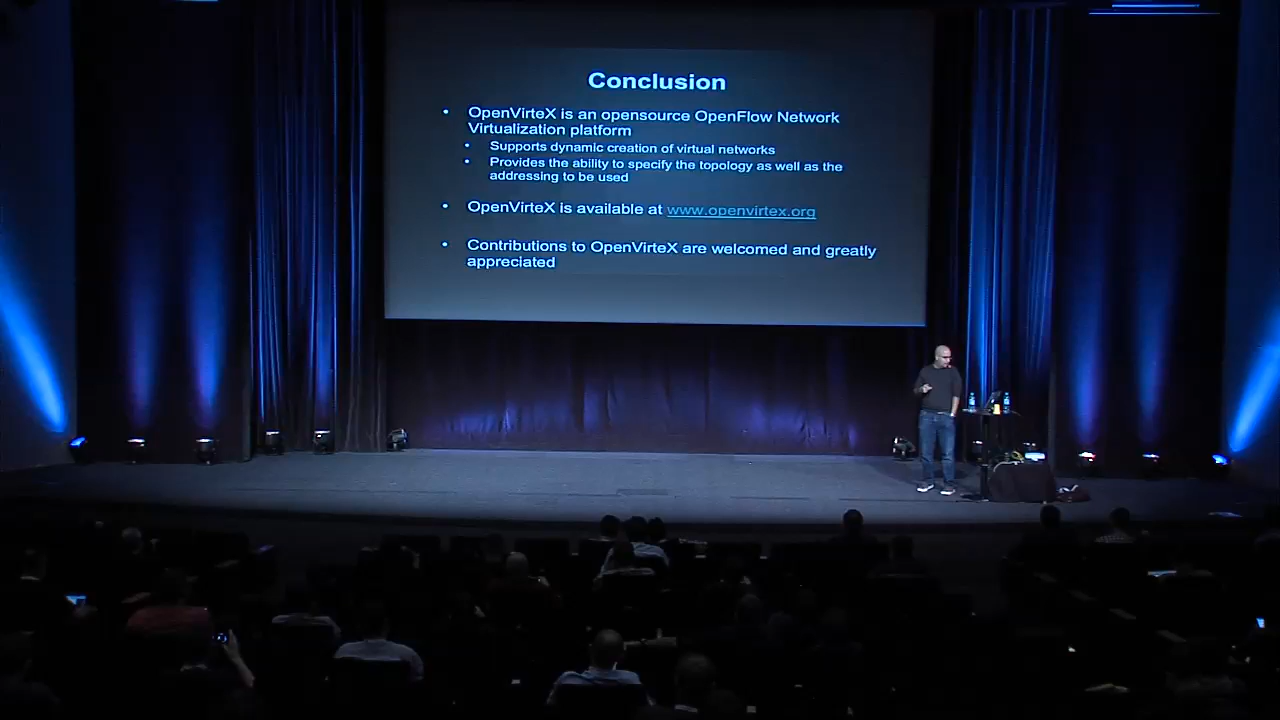 Conclusion
• OpenVirteX is an opensource OpenFlow Network
Virtualization platform
• Supports dynamic creation of virtual networks
• Provides the ability to specify the topology as well as the
addressing to be used
• OpenVirteX is available at www.openvirtex.org
• Contributions to OpenVirteX are welcomed and greatly
appreciated